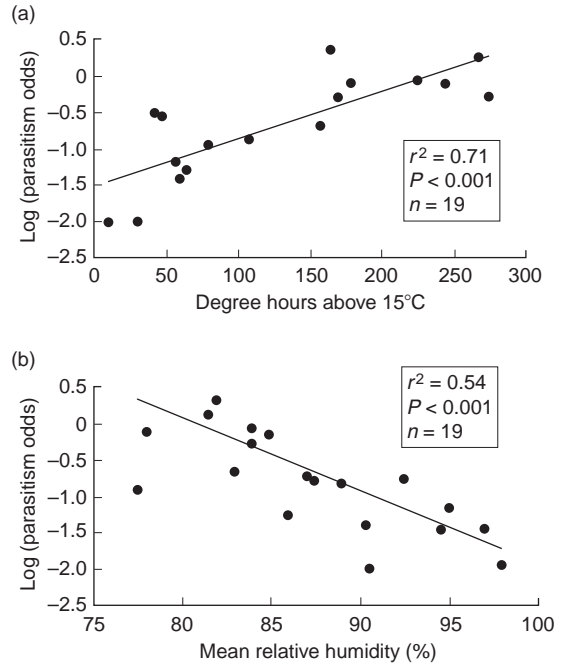 (a)
0.5
0
–0.5
–1.0
–1.5
–2.0
–2.5
Log (parasitism odds)
r² = 0.71
P < 0.001
n = 19
0 50 100 150 200 250 300
Degree hours above 15°C
(b)
0.5
0
–0.5
–1.0
–1.5
–2.0
–2.5
Log (parasitism odds)
r² = 0.54
P < 0.001
n = 19
75 80 85 90 95 100
Mean relative humidity (%)